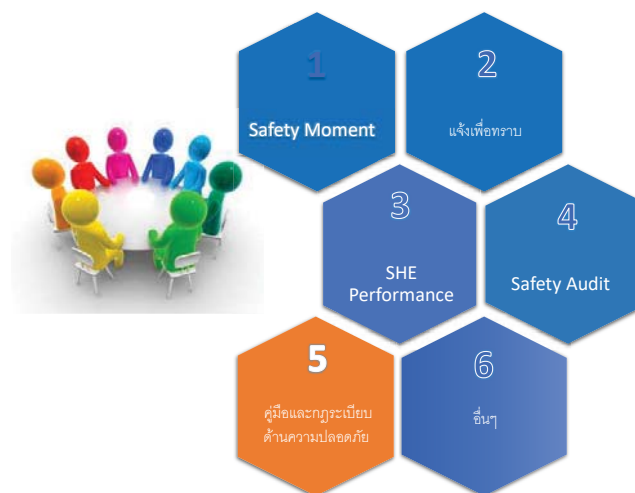 1
Safety Moment
2
แจ้งเพื่อทราบ
3
SHE
Performance
4
Safety Audit
5
คู่มือและกฎระเบียบ
ด้านความปลอดภัย
6
อื่นๆ